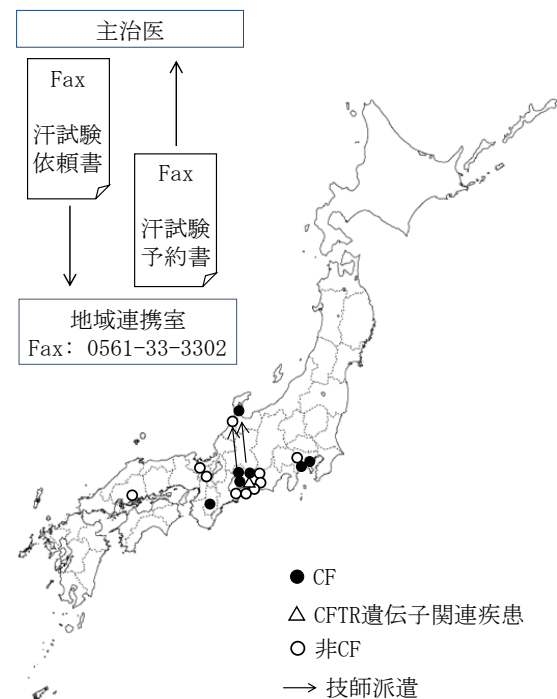 主治医
Fax
汗試験
依頼書
Fax
汗試験
予約書
地域連携室
Fax: 0561-33-3302
CF
CFTR遺伝子関連疾患
非CF
技師派遣